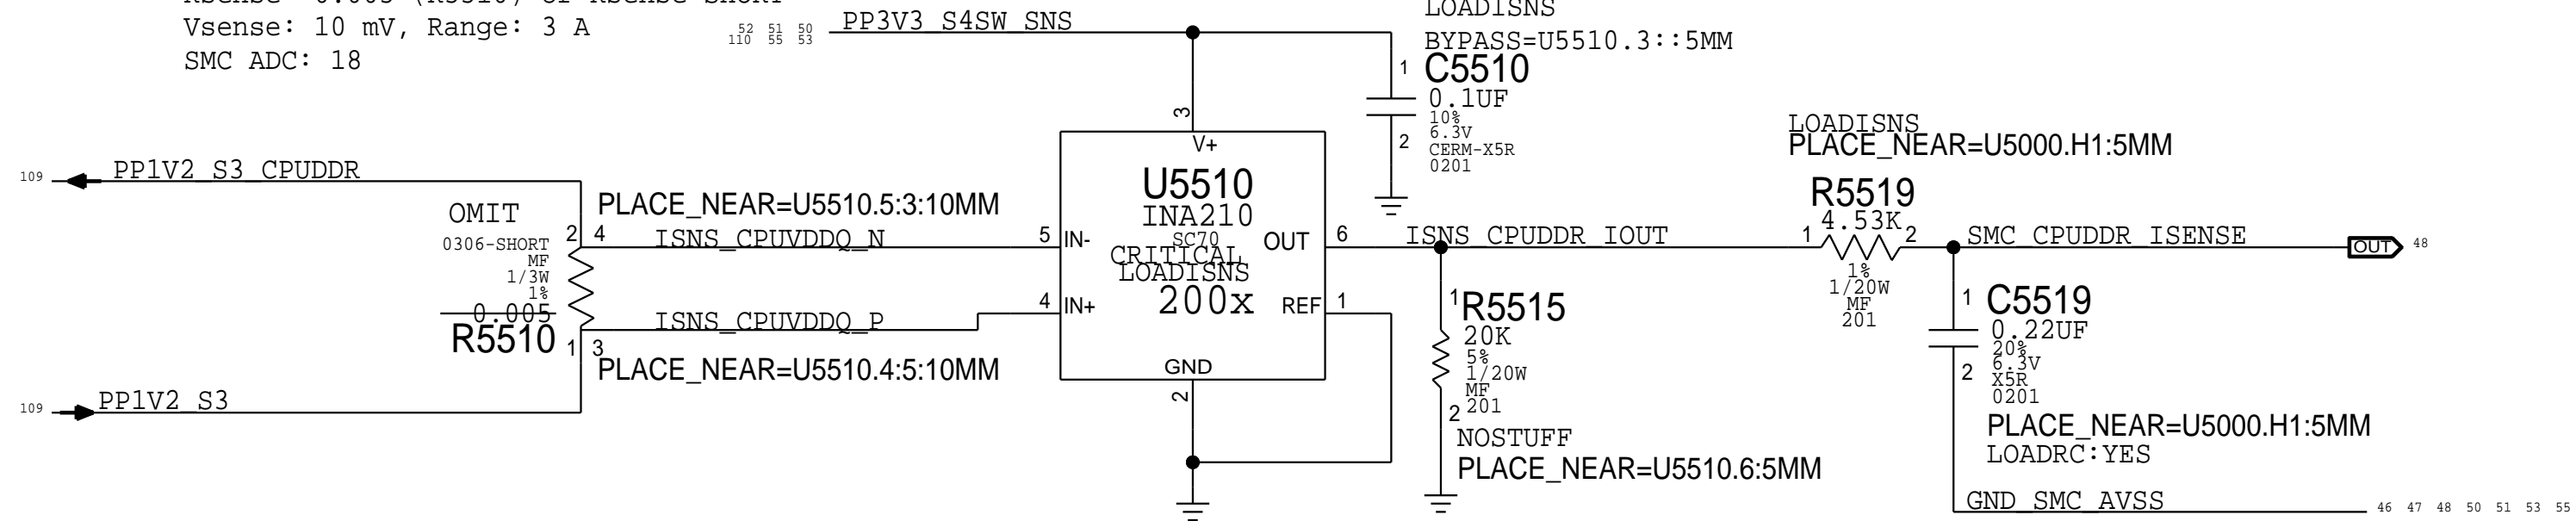 Vsense: 10 mV, Range: 3 A
SMC ADC: 18
52 51 50
110 55 53
PP3V3_S4SW_SNS
LOADISNS
BYPASS=U5510.3::5MM
1
C5510
0.1UF
10%
6.3V
2
CERM-X5R
0201
3
V+
U5510
INA210
SC70
CRITICAL
LOADISNS
200x
IN-
IN+
OUT
REF
GND
5
4
6
1
2
109
PP1V2_S3_CPUDDR
OMIT
0306-SHORT
MF
1/3W
1%
0.005
R5510
2 4
1 3
PLACE_NEAR=U5510.5:3:10MM
ISNS_CPUVDDQ_N
ISNS_CPUVDDQ_P
PLACE_NEAR=U5510.4:5:10MM
109
PP1V2_S3
ISNS_CPUDDR_IOUT
1
R5515
20K
5%
1/20W
MF
201
2
NOSTUFF
PLACE_NEAR=U5510.6:5MM
LOADISNS
PLACE_NEAR=U5000.H1:5MM
R5519
4.53K
1
2
1%
1/20W
MF
201
SMC_CPUDDR_ISENSE
OUT
48
1
C5519
0.22UF
20%
6.3V
2
X5R
0201
PLACE_NEAR=U5000.H1:5MM
LOADRC:YES
GND_SMC_AVSS
46 47 48 50 51 53 55